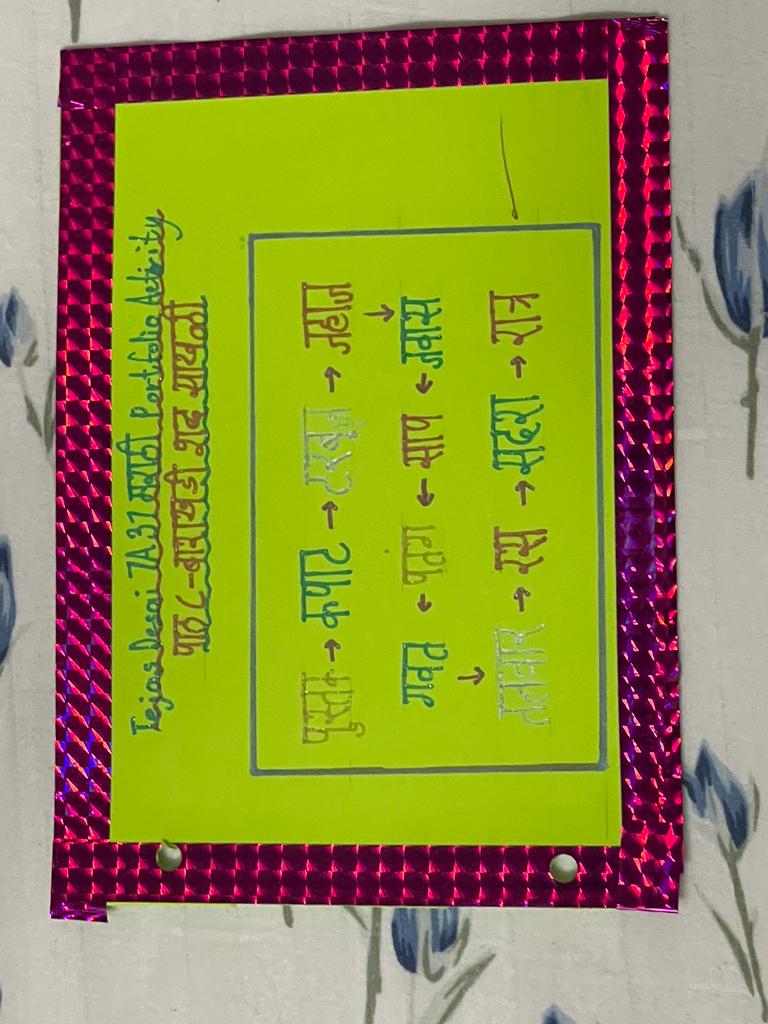 Tejas Desai 7A 37 मराठी Portfolio Activity
पाठ ८-बाराखडी शब्द साखळी
पुस्तक → कपाट → टरबूज → जहाज
↓
गवत ← पतंग ← साप ← जवास
↓
तलवार → रस → सदरा → रात्र